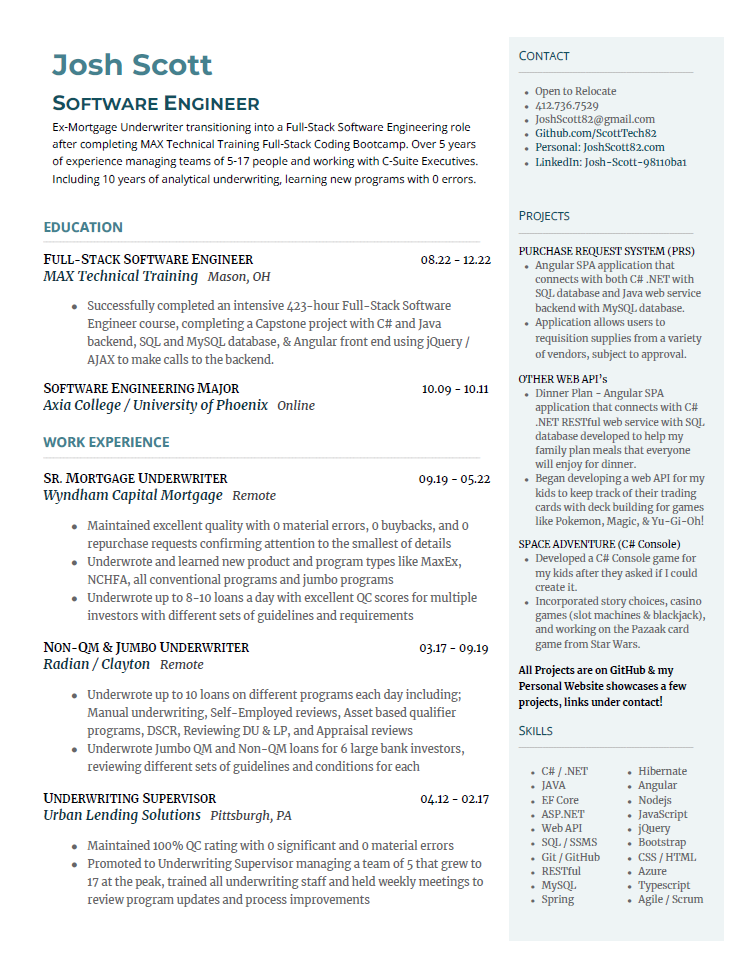 Josh Scott
SOFTWARE ENGINEER
Ex-Mortgage Underwriter transitioning into a Full-Stack Software Engineering role
after completing MAX Technical Training Full-Stack Coding Bootcamp. Over 5 years
of experience managing teams of 5-17 people and working with C-Suite Executives.
Including 10 years of analytical underwriting, learning new programs with 0 errors.
EDUCATION
FULL-STACK SOFTWARE ENGINEER 08.22 - 12.22
MAX Technical Training Mason, OH
• Successfully completed an intensive 423-hour Full-Stack Software
Engineer course, completing a Capstone project with C# and Java
backend, SQL and MySQL database, & Angular front end using jQuery /
AJAX to make calls to the backend.
SOFTWARE ENGINEERING MAJOR 10.09 - 10.11
Axia College / University of Phoenix Online
WORK EXPERIENCE
SR. MORTGAGE UNDERWRITER 09.19 - 05.22
Wyndham Capital Mortgage Remote
• Maintained excellent quality with 0 material errors, 0 buybacks, and 0
repurchase requests confirming attention to the smallest of details
• Underwrote and learned new product and program types like MaxEx,
NCHFA, all conventional programs and jumbo programs
• Underwrote up to 8-10 loans a day with excellent QC scores for multiple
investors with different sets of guidelines and requirements
NON-QM & JUMBO UNDERWRITER 03.17 - 09.19
Radian / Clayton Remote
• Underwrote up to 10 loans on different programs each day including;
Manual underwriting, Self-Employed reviews, Asset based qualifier
programs, DSCR, Reviewing DU & LP, and Appraisal reviews
• Underwrote Jumbo QM and Non-QM loans for 6 large bank investors,
reviewing different sets of guidelines and conditions for each
UNDERWRITING SUPERVISOR 04.12 - 02.17
Urban Lending Solutions Pittsburgh, PA
• Maintained 100% QC rating with 0 significant and 0 material errors
• Promoted to Underwriting Supervisor managing a team of 5 that grew to
17 at the peak, trained all underwriting staff and held weekly meetings to
review program updates and process improvements
CONTACT
• Open to Relocate
• 412.736.7529
• JoshScott82@gmail.com
• Github.com/ScottTech82
• Personal: JoshScott82.com
• LinkedIn: Josh-Scott-98110ba1
PROJECTS
PURCHASE REQUEST SYSTEM (PRS)
• Angular SPA application that
connects with both C# .NET with
SQL database and Java web service
backend with MySQL database.
• Application allows users to
requisition supplies from a variety
of vendors, subject to approval.
OTHER WEB API's
• Dinner Plan - Angular SPA
application that connects with C#
.NET RESTful web service with SQL
database developed to help my
family plan meals that everyone
will enjoy for dinner.
• Began developing a web API for my
kids to keep track of their trading
cards with deck building for games
like Pokemon, Magic, & Yu-Gi-Oh!
SPACE ADVENTURE (C# Console)
• Developed a C# Console game for
my kids after they asked if I could
create it.
• Incorporated story choices, casino
games (slot machines & blackjack),
and working on the Pazaak card
game from Star Wars.
All Projects are on GitHub & my
Personal Website showcases a few
projects, links under contact!
SKILLS
• C# / .NET
• JAVA
• EF Core
• ASP.NET
• Web API
• SQL / SSMS
• Git / GitHub
• RESTful
• MySQL
• Spring
• Hibernate
• Angular
• Nodejs
• JavaScript
• jQuery
• Bootstrap
• CSS / HTML
• Azure
• Typescript
• Agile / Scrum